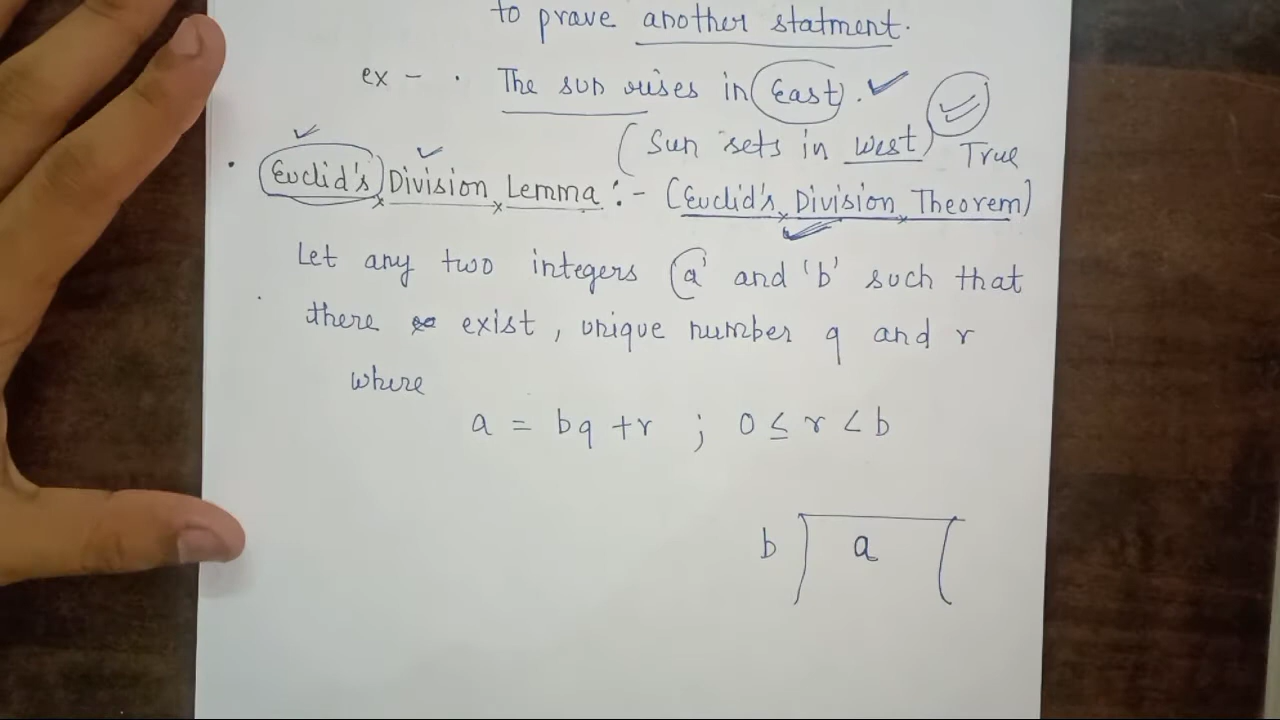 to prave another statment.
ex - . The sun rises in East. ✓
(Sun sets in west) True
. Euclid's Division Lemma :- (Euclid's Division Theorem)
Let any two integers 'a' and 'b' such that
there exist, unique number q and r
where
a = bq + r ; 0 ≤ r < b
b) a (